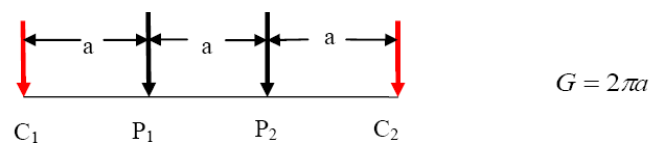 a a a
G = 2πa
C₁ P₁ P₂ C₂